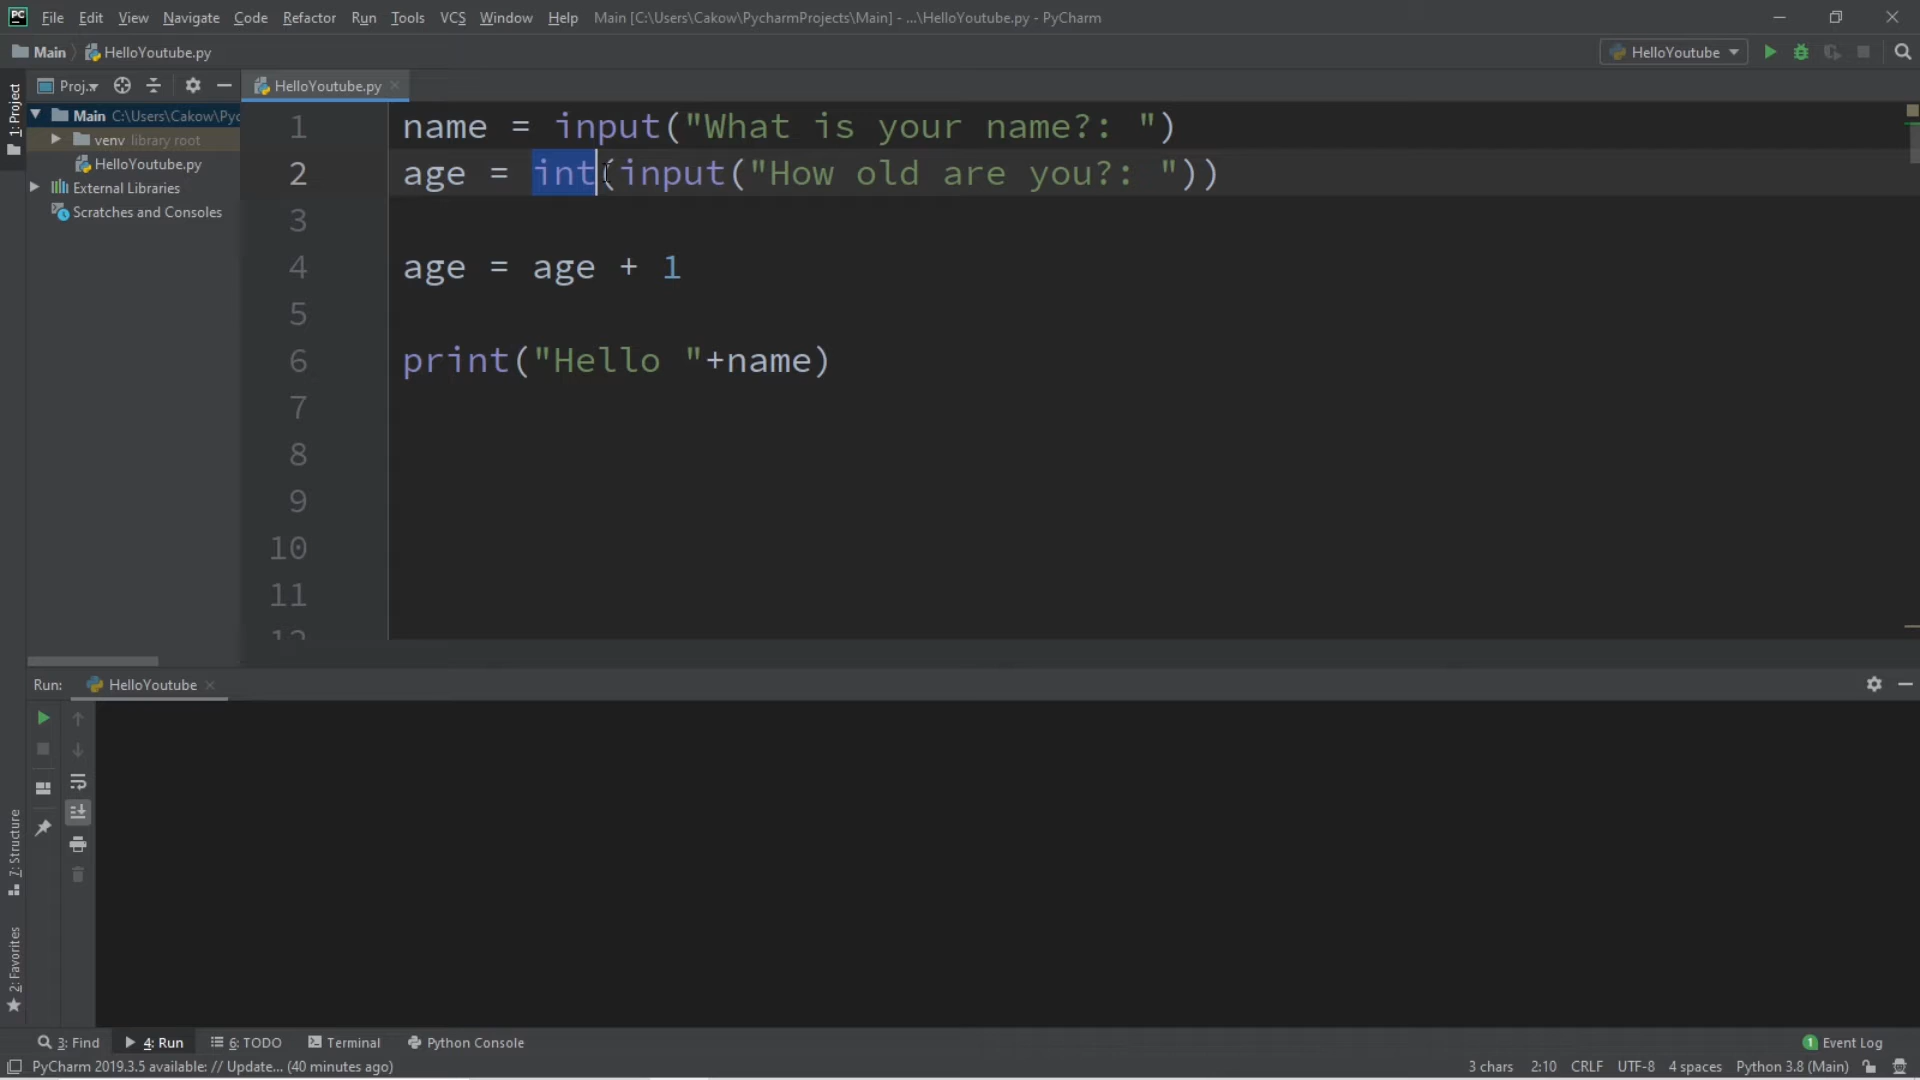 PC File Edit View Navigate Code Refactor Run Tools VCS Window Help Main [C:\Users\Cakow\PycharmProjects\Main] - ...\HelloYoutube.py - PyCharm
Main HelloYoutube.py HelloYoutube
1: Project
Proj... HelloYoutube.py
Main C:\Users\Cakow\Pyc
venv library root
HelloYoutube.py
External Libraries
Scratches and Consoles
1 name = input("What is your name?: ")
2 age = int(input("How old are you?: "))
3
4 age = age + 1
5
6 print("Hello "+name)
7
8
9
10
11
12
Run: HelloYoutube
7: Structure
2: Favorites
3: Find 4: Run 6: TODO Terminal Python Console 1 Event Log
PyCharm 2019.3.5 available: // Update... (40 minutes ago) 3 chars 2:10 CRLF UTF-8 4 spaces Python 3.8 (Main)